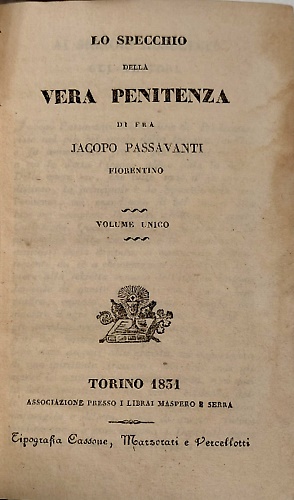 LO SPECCHIO
DELLA
VERA PENITENZA
DI FRA
JACOPO PASSAVANTI
FIORENTINO
VOLUME UNICO
TORINO 1831
ASSOCIAZIONE PRESSO I LIBRAI MASPERO E SERRA
Tipografia Cassone, Marzorati e Vercellotti